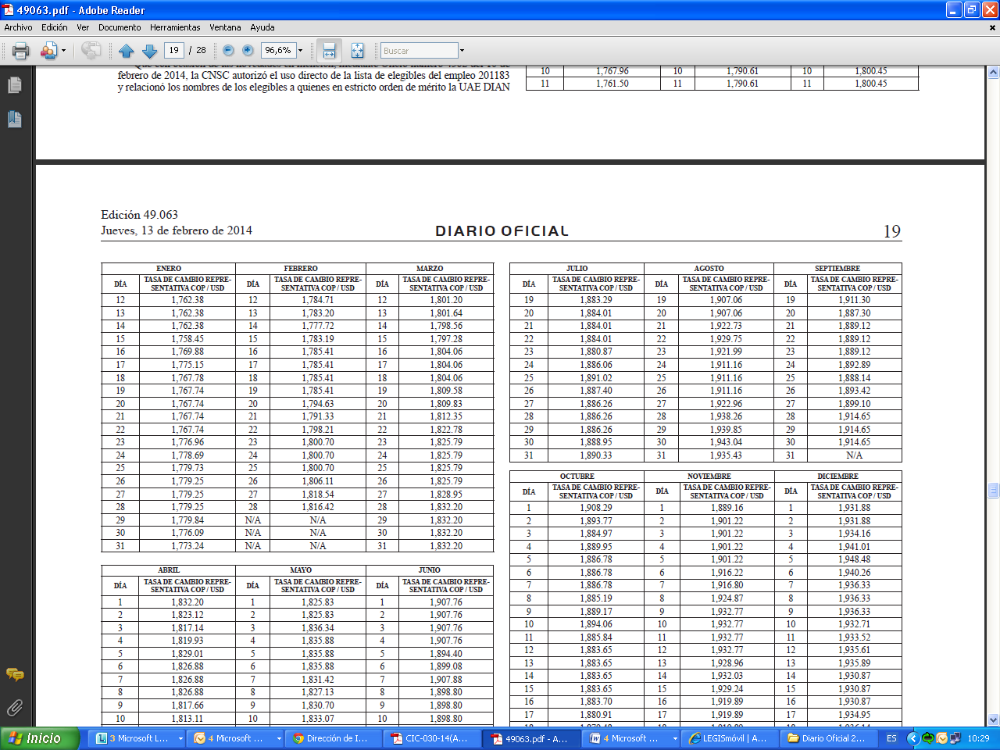 49063.pdf - Adobe Reader
Archivo Edición Ver Documento Herramientas Ventana Ayuda
19 / 28 96,6% Buscar
febrero de 2014, la CNSC autorizó el uso directo de la lista de elegibles del empleo 201183
y relacionó los nombres de los elegibles a quienes en estricto orden de mérito la UAE DIAN
10 1,767.96 10 1,790.61 10 1,800.45
11 1,761.50 11 1,790.61 11 1,800.45
Edición 49.063
Jueves, 13 de febrero de 2014
DIARIO OFICIAL
19
ENERO FEBRERO MARZO
DÍA TASA DE CAMBIO REPRE- DÍA TASA DE CAMBIO REPRE- DÍA TASA DE CAMBIO REPRE-
SENTATIVA COP / USD SENTATIVA COP / USD SENTATIVA COP / USD
12 1,762.38 12 1,784.71 12 1,801.20
13 1,762.38 13 1,783.20 13 1,801.64
14 1,762.38 14 1,777.72 14 1,798.56
15 1,758.45 15 1,783.19 15 1,797.28
16 1,769.88 16 1,785.41 16 1,804.06
17 1,775.15 17 1,785.41 17 1,804.06
18 1,767.78 18 1,785.41 18 1,804.06
19 1,767.74 19 1,785.41 19 1,809.58
20 1,767.74 20 1,794.63 20 1,809.83
21 1,767.74 21 1,791.33 21 1,812.35
22 1,767.74 22 1,798.21 22 1,822.78
23 1,776.96 23 1,800.70 23 1,825.79
24 1,778.69 24 1,800.70 24 1,825.79
25 1,779.73 25 1,800.70 25 1,825.79
26 1,779.25 26 1,806.11 26 1,825.79
27 1,779.25 27 1,818.54 27 1,828.95
28 1,779.25 28 1,816.42 28 1,832.20
29 1,779.84 N/A N/A 29 1,832.20
30 1,776.09 N/A N/A 30 1,832.20
31 1,773.24 N/A N/A 31 1,832.20
ABRIL MAYO JUNIO
DÍA TASA DE CAMBIO REPRE- DÍA TASA DE CAMBIO REPRE- DÍA TASA DE CAMBIO REPRE-
SENTATIVA COP / USD SENTATIVA COP / USD SENTATIVA COP / USD
1 1,832.20 1 1,825.83 1 1,907.76
2 1,823.12 2 1,825.83 2 1,907.76
3 1,817.14 3 1,836.34 3 1,907.76
4 1,819.93 4 1,835.88 4 1,907.76
5 1,829.01 5 1,835.88 5 1,894.40
6 1,826.88 6 1,835.88 6 1,899.08
7 1,826.88 7 1,831.42 7 1,907.88
8 1,826.88 8 1,827.13 8 1,898.80
9 1,817.66 9 1,830.70 9 1,898.80
10 1,813.11 10 1,833.07 10 1,898.80
JULIO AGOSTO SEPTIEMBRE
DÍA TASA DE CAMBIO REPRE- DÍA TASA DE CAMBIO REPRE- DÍA TASA DE CAMBIO REPRE-
SENTATIVA COP / USD SENTATIVA COP / USD SENTATIVA COP / USD
19 1,883.29 19 1,907.06 19 1,911.30
20 1,884.01 20 1,907.06 20 1,887.30
21 1,884.01 21 1,922.73 21 1,889.12
22 1,884.01 22 1,929.75 22 1,889.12
23 1,880.87 23 1,921.99 23 1,889.12
24 1,886.06 24 1,911.16 24 1,892.89
25 1,891.02 25 1,911.16 25 1,888.14
26 1,887.40 26 1,911.16 26 1,893.42
27 1,886.26 27 1,922.96 27 1,899.10
28 1,886.26 28 1,938.26 28 1,914.65
29 1,886.26 29 1,939.85 29 1,914.65
30 1,888.95 30 1,943.04 30 1,914.65
31 1,890.33 31 1,935.43 31 N/A
OCTUBRE NOVIEMBRE DICIEMBRE
DÍA TASA DE CAMBIO REPRE- DÍA TASA DE CAMBIO REPRE- DÍA TASA DE CAMBIO REPRE-
SENTATIVA COP / USD SENTATIVA COP / USD SENTATIVA COP / USD
1 1,908.29 1 1,889.16 1 1,931.88
2 1,893.77 2 1,901.22 2 1,931.88
3 1,884.97 3 1,901.22 3 1,934.16
4 1,889.95 4 1,901.22 4 1,941.01
5 1,886.78 5 1,901.22 5 1,948.48
6 1,886.78 6 1,916.22 6 1,940.26
7 1,886.78 7 1,916.80 7 1,936.33
8 1,885.19 8 1,924.87 8 1,936.33
9 1,889.17 9 1,932.77 9 1,936.33
10 1,894.06 10 1,932.77 10 1,932.71
11 1,885.84 11 1,932.77 11 1,933.52
12 1,883.65 12 1,932.77 12 1,935.61
13 1,883.65 13 1,928.96 13 1,935.89
14 1,883.65 14 1,932.03 14 1,930.87
15 1,883.65 15 1,929.24 15 1,930.87
16 1,883.70 16 1,919.89 16 1,930.87
17 1,880.91 17 1,919.89 17 1,934.95
Inicio 3 Microsoft L... 4 Microsoft ... Dirección de I... CIC-030-14(A... 49063.pdf - A... 4 Microsoft ... LEGISmóvil | A... Diario Oficial 2... ES 10:29